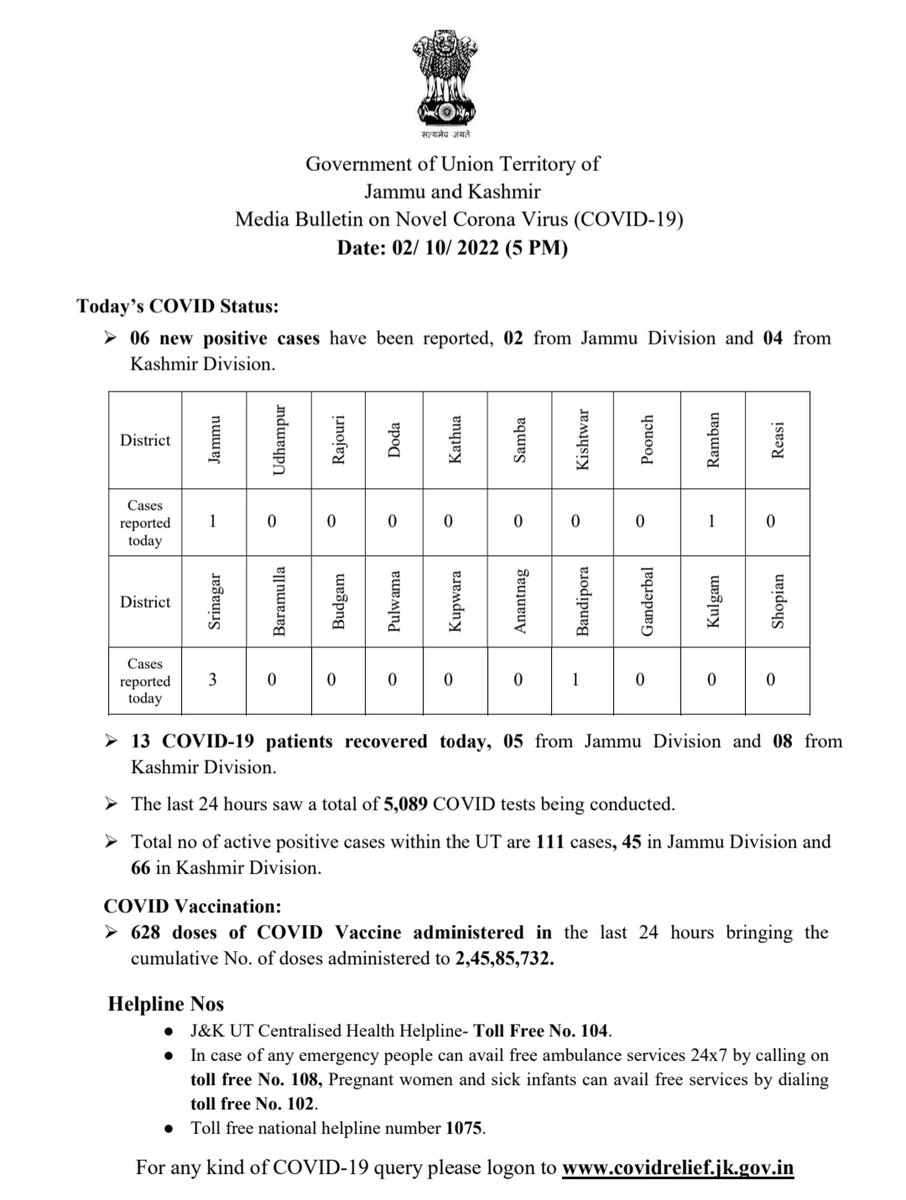 सत्यमेव जयते
Government of Union Territory of
Jammu and Kashmir
Media Bulletin on Novel Corona Virus (COVID-19)
Date: 02/ 10/ 2022 (5 PM)
Today’s COVID Status:
➢ 06 new positive cases have been reported, 02 from Jammu Division and 04 from
Kashmir Division.
District Jammu Udhampur Rajouri Doda Kathua Samba Kishtwar Poonch Ramban Reasi
Cases
reported
today
1 0 0 0 0 0 0 0 1 0
District Srinagar Baramulla Budgam Pulwama Kupwara Anantnag Bandipora Ganderbal Kulgam Shopian
Cases
reported
today
3 0 0 0 0 0 1 0 0 0
➢ 13 COVID-19 patients recovered today, 05 from Jammu Division and 08 from
Kashmir Division.
➢ The last 24 hours saw a total of 5,089 COVID tests being conducted.
➢ Total no of active positive cases within the UT are 111 cases, 45 in Jammu Division and
66 in Kashmir Division.
COVID Vaccination:
➢ 628 doses of COVID Vaccine administered in the last 24 hours bringing the
cumulative No. of doses administered to 2,45,85,732.
Helpline Nos
● J&K UT Centralised Health Helpline- Toll Free No. 104.
● In case of any emergency people can avail free ambulance services 24x7 by calling on
toll free No. 108, Pregnant women and sick infants can avail free services by dialing
toll free No. 102.
● Toll free national helpline number 1075.
For any kind of COVID-19 query please logon to www.covidrelief.jk.gov.in